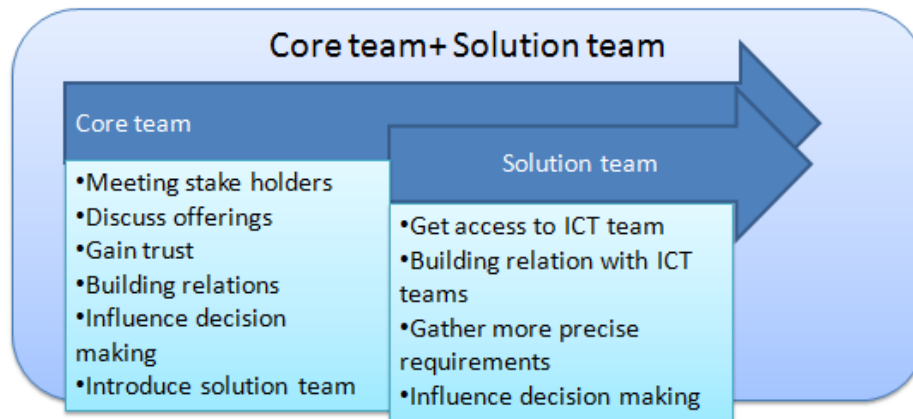 Core team+ Solution team
Core team
•Meeting stake holders
•Discuss offerings
•Gain trust
•Building relations
•Influence decision
making
•Introduce solution team
Solution team
•Get access to ICT team
•Building relation with ICT
teams
•Gather more precise
requirements
•Influence decision making